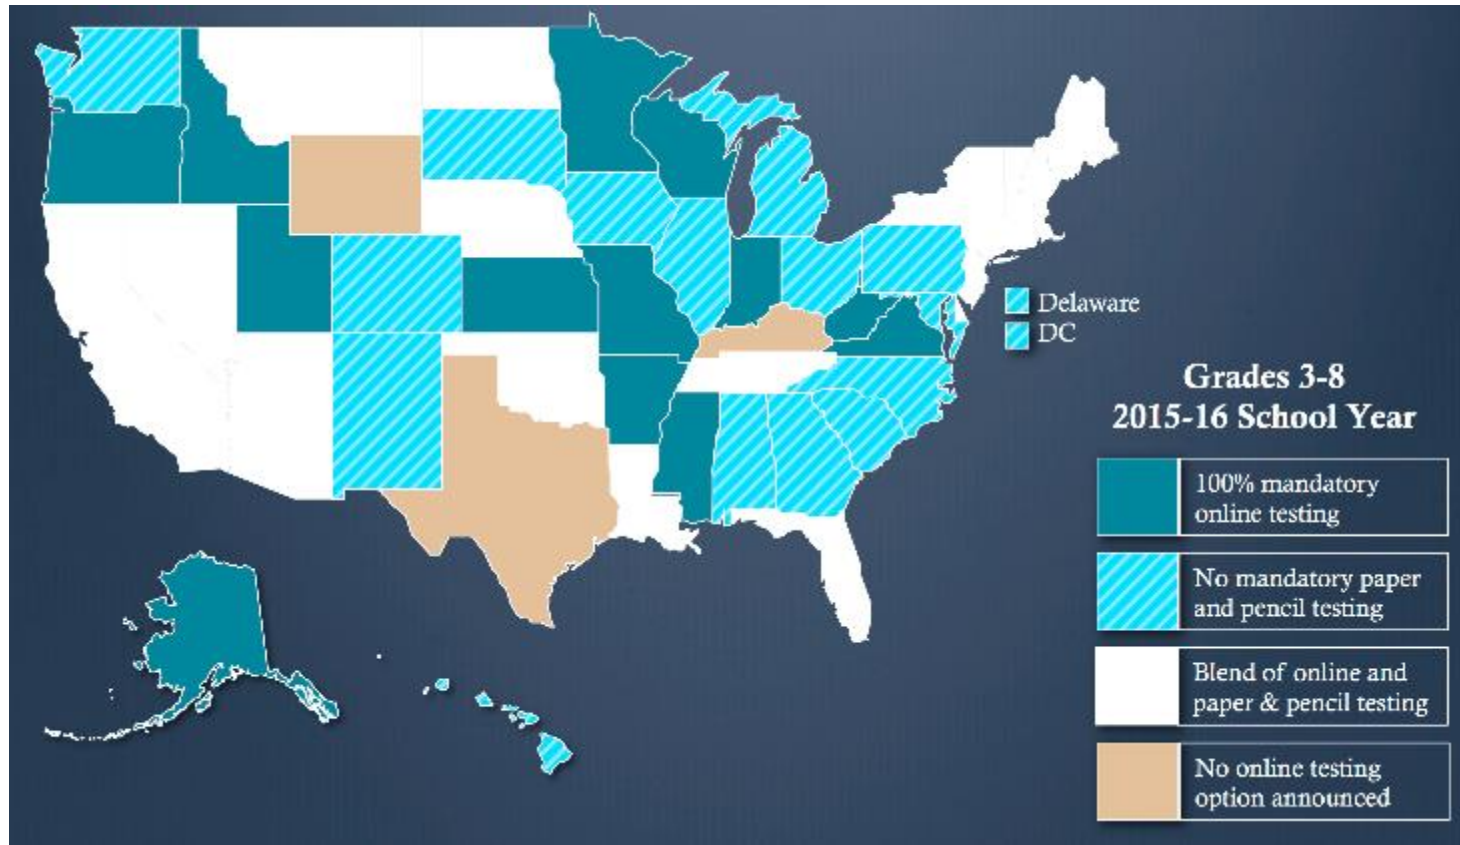 Delaware
DC
Grades 3-8
2015-16 School Year
100% mandatory
online testing
No mandatory paper
and pencil testing
Blend of online and
paper & pencil testing
No online testing
option announced